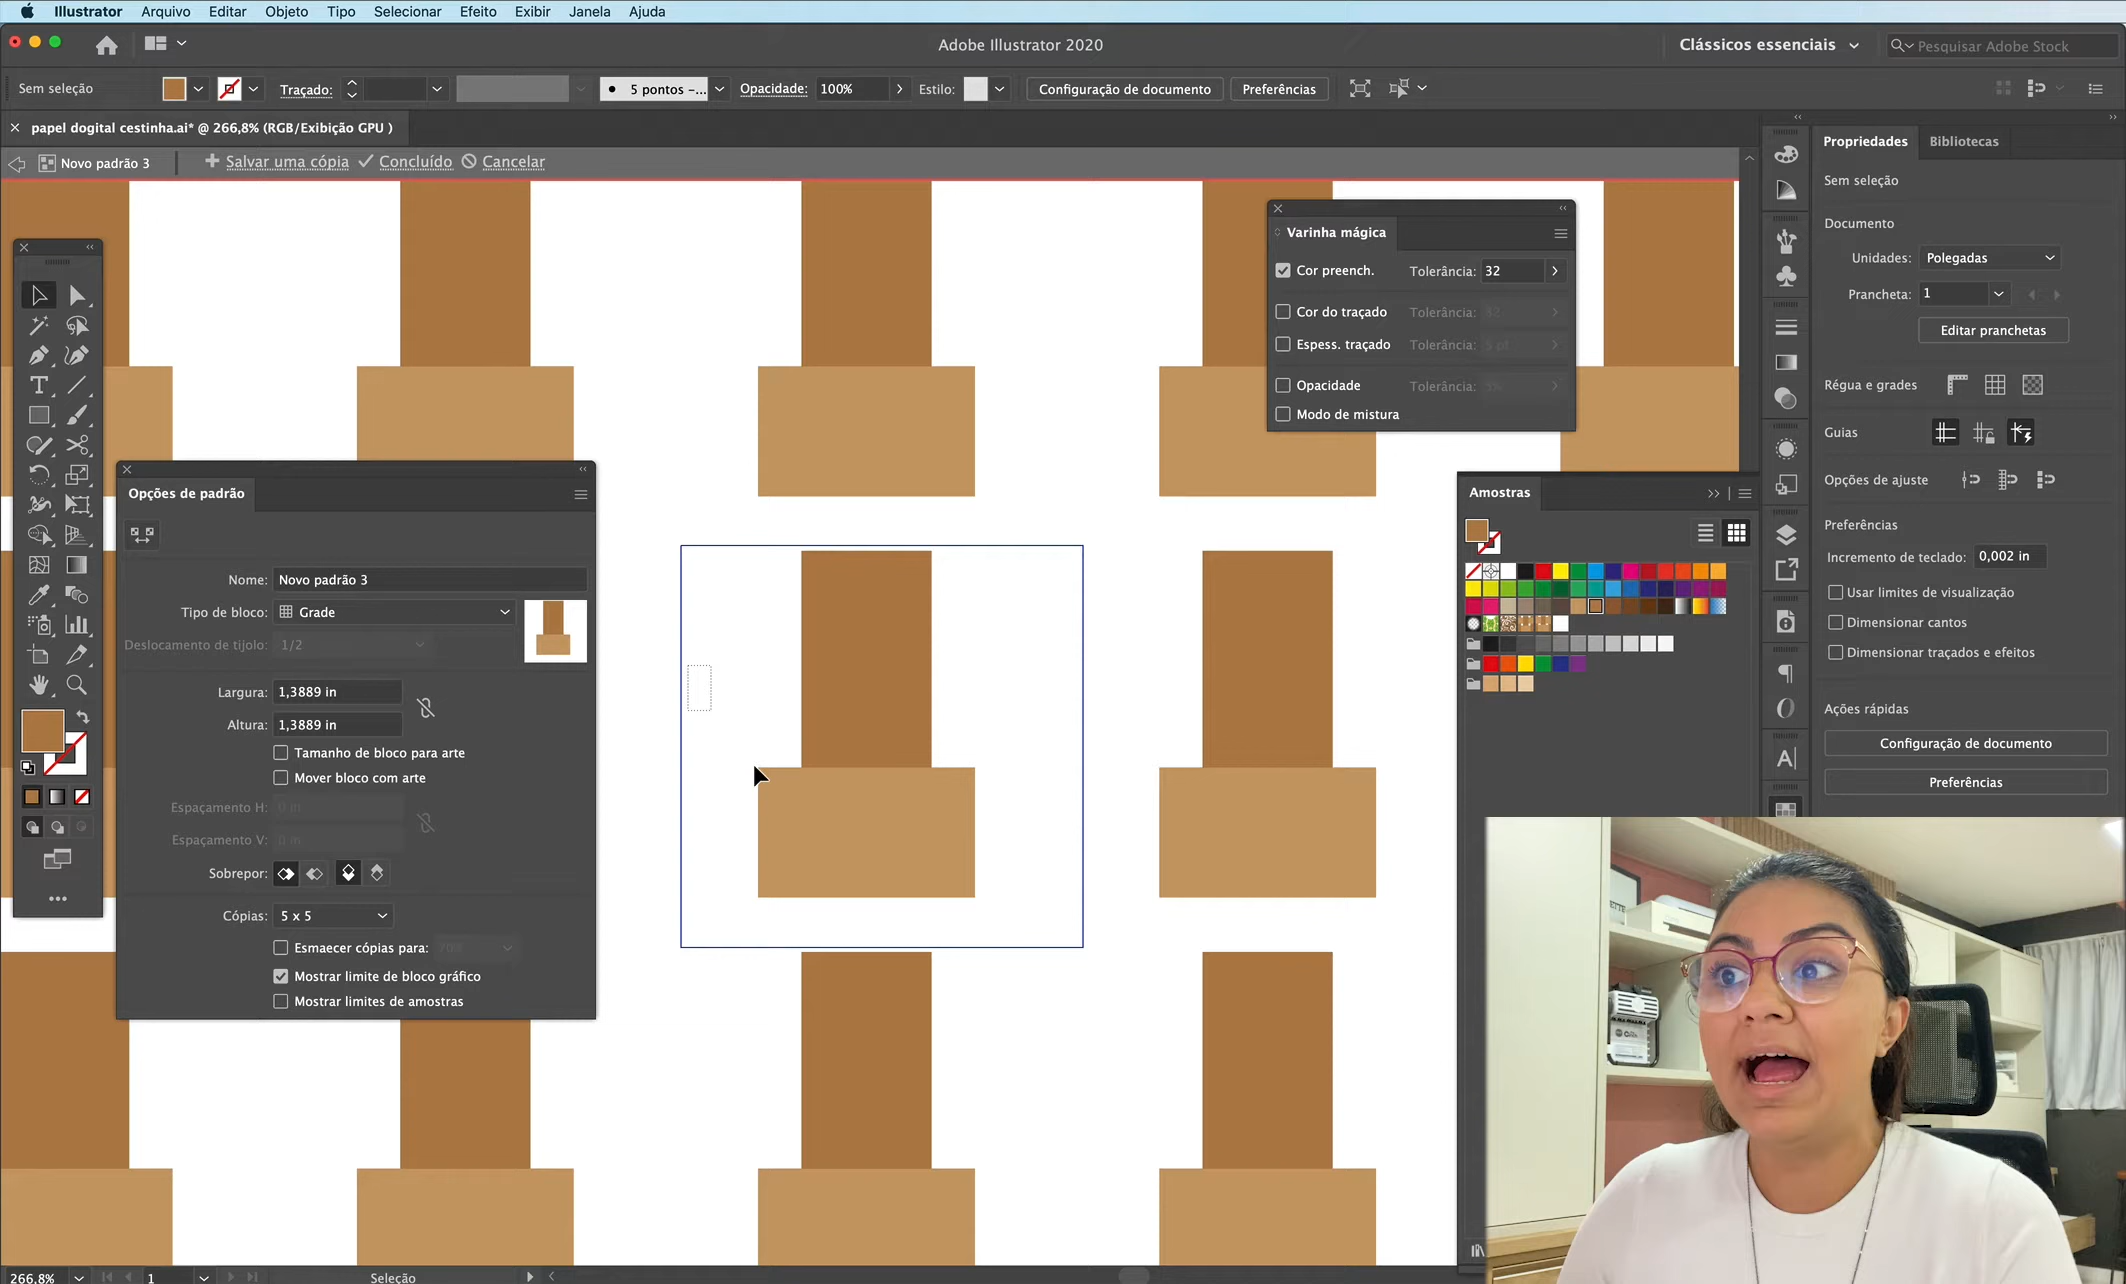 Illustrator Arquivo Editar Objeto Tipo Selecionar Efeito Exibir Janela Ajuda
Adobe Illustrator 2020
Clássicos essenciais
Pesquisar Adobe Stock
Sem seleção
Traçado:
5 pontos -...
Opacidade: 100%
Estilo:
Configuração de documento
Preferências
papel dogital cestinha.ai* @ 266,8% (RGB/Exibição GPU )
Novo padrão 3
Salvar uma cópia
Concluído
Cancelar
Varinha mágica
Cor preench. Tolerância: 32
Cor do traçado Tolerância: 32
Espess. traçado Tolerância: 5 pt
Opacidade Tolerância: 5%
Modo de mistura
Opções de padrão
Nome: Novo padrão 3
Tipo de bloco: Grade
Deslocamento de tijolo: 1/2
Largura: 1,3889 in
Altura: 1,3889 in
Tamanho de bloco para arte
Mover bloco com arte
Espaçamento H:
Espaçamento V:
Sobrepor:
Cópias: 5 x 5
Esmaecer cópias para: 70%
Mostrar limite de bloco gráfico
Mostrar limites de amostras
Amostras
Propriedades Bibliotecas
Sem seleção
Documento
Unidades: Polegadas
Prancheta: 1
Editar pranchetas
Régua e grades
Guias
Opções de ajuste
Preferências
Incremento de teclado: 0,002 in
Usar limites de visualização
Dimensionar cantos
Dimensionar traçados e efeitos
Ações rápidas
Configuração de documento
Preferências
266,8% 1 Seleção